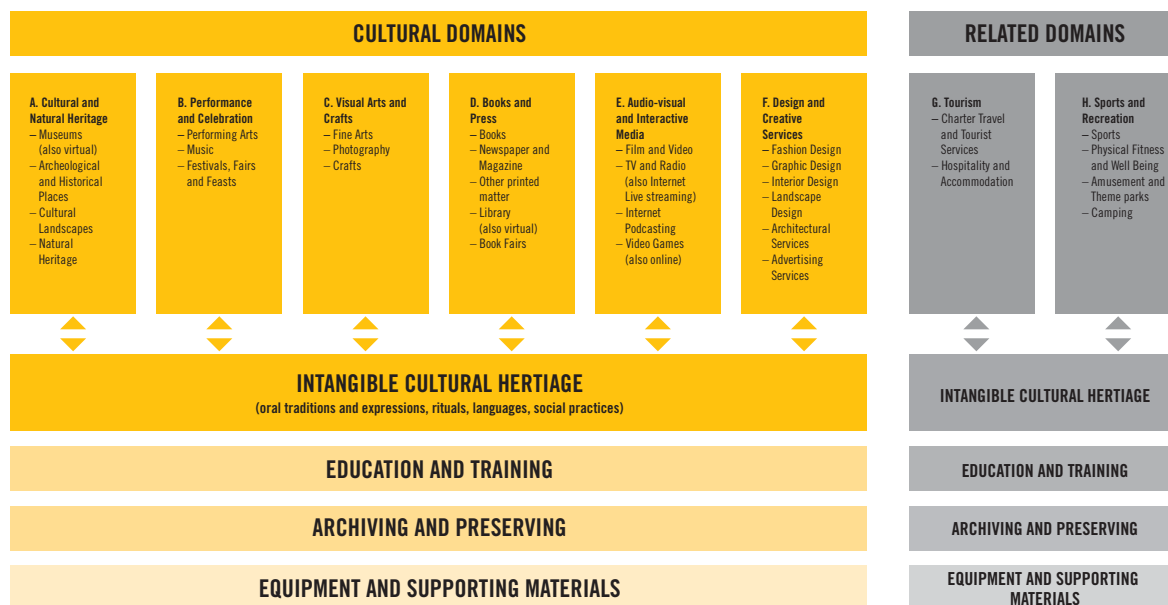 CULTURAL DOMAINS
A. Cultural and
Natural Heritage
– Museums
(also virtual)
– Archeological
and Historical
Places
– Cultural
Landscapes
– Natural
Heritage
B. Performance
and Celebration
– Performing Arts
– Music
– Festivals, Fairs
and Feasts
C. Visual Arts and
Crafts
– Fine Arts
– Photography
– Crafts
D. Books and
Press
– Books
– Newspaper and
Magazine
– Other printed
matter
– Library
(also virtual)
– Book Fairs
E. Audio-visual
and Interactive
Media
– Film and Video
– TV and Radio
(also Internet
Live streaming)
– Internet
Podcasting
– Video Games
(also online)
F. Design and
Creative
Services
– Fashion Design
– Graphic Design
– Interior Design
– Landscape
Design
– Architectural
Services
– Advertising
Services
INTANGIBLE CULTURAL HERTIAGE
(oral traditions and expressions, rituals, languages, social practices)
EDUCATION AND TRAINING
ARCHIVING AND PRESERVING
EQUIPMENT AND SUPPORTING MATERIALS
RELATED DOMAINS
G. Tourism
– Charter Travel
and Tourist
Services
– Hospitality and
Accommodation
H. Sports and
Recreation
– Sports
– Physical Fitness
and Well Being
– Amusement and
Theme parks
– Camping
INTANGIBLE CULTURAL HERTIAGE
EDUCATION AND TRAINING
ARCHIVING AND PRESERVING
EQUIPMENT AND SUPPORTING
MATERIALS